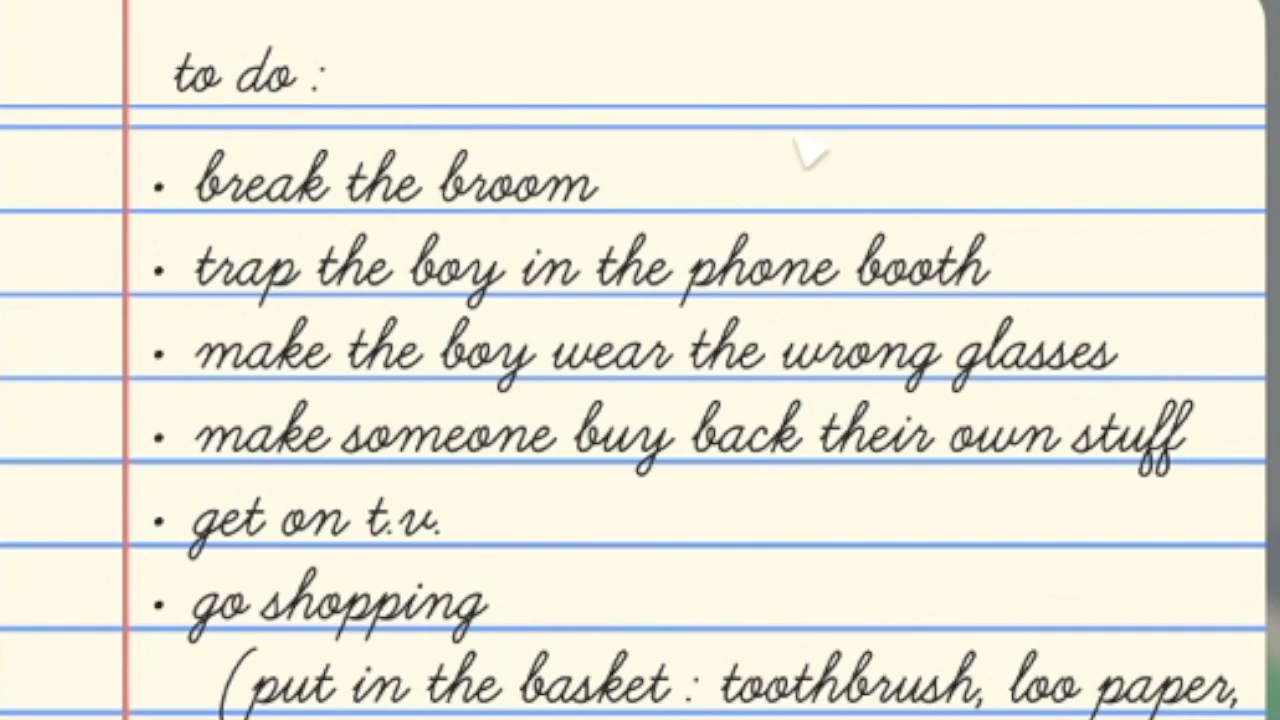 to do :
• break the broom
• trap the boy in the phone booth
• make the boy wear the wrong glasses
• make someone buy back their own stuff
• get on t.v.
• go shopping
(put in the basket : toothbrush, loo paper,